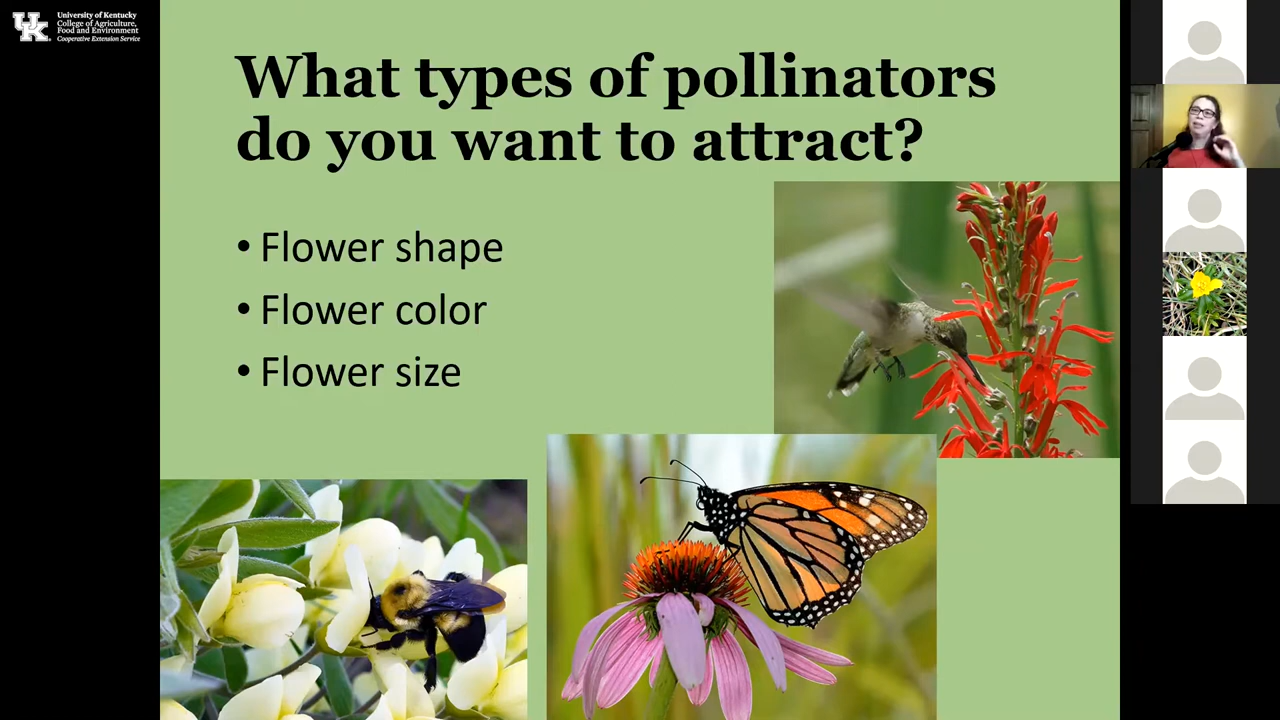 University of Kentucky
College of Agriculture,
Food and Environment
Cooperative Extension Service
UK
What types of pollinators
do you want to attract?
• Flower shape
• Flower color
• Flower size